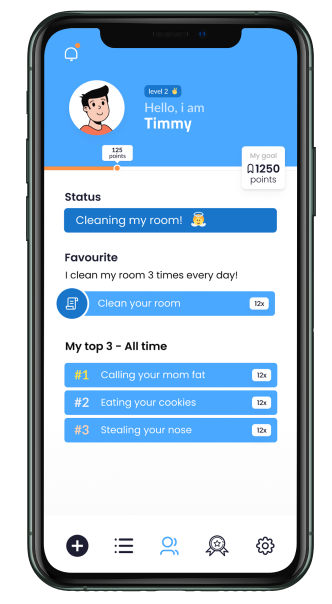 level 2 ✌️
Hello, i am
Timmy
125
points
My goal
1250
points
Status
Cleaning my room! 👼
Favourite
I clean my room 3 times every day!
Clean your room 12x
My top 3 - All time
#1 Calling your mom fat 12x
#2 Eating your cookies 12x
#3 Stealing your nose 12x